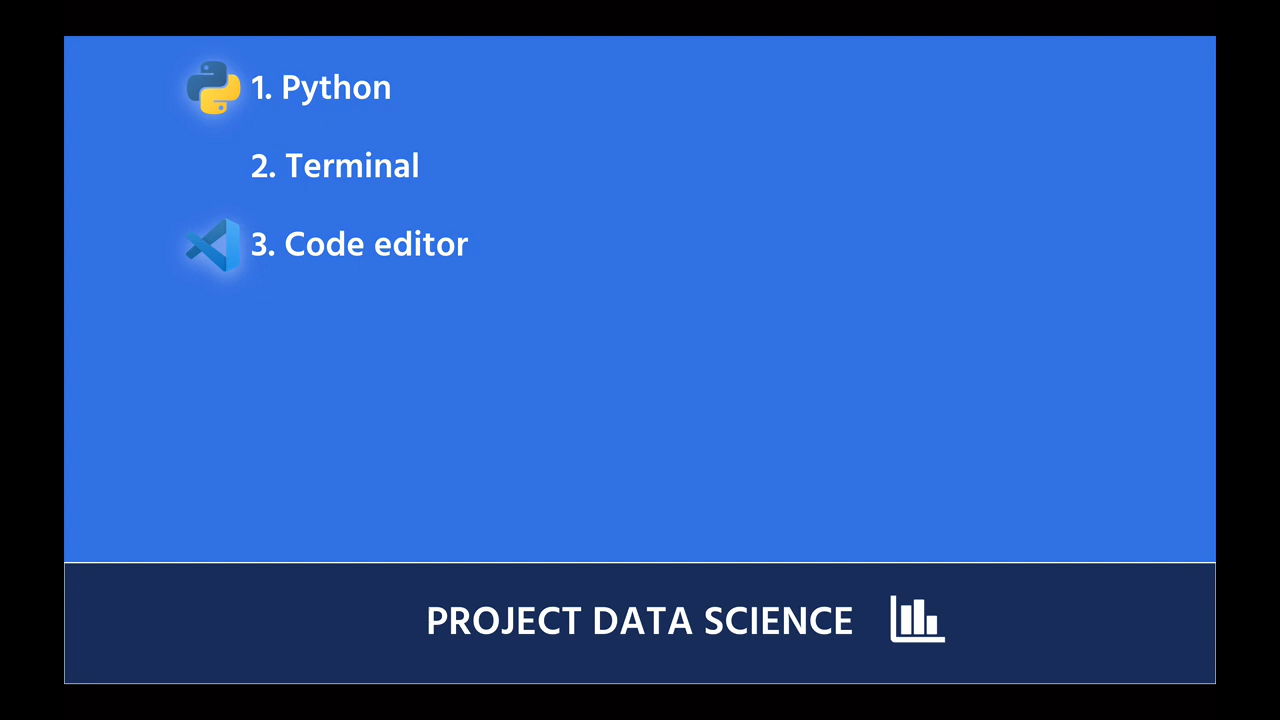 1. Python
2. Terminal
3. Code editor
PROJECT DATA SCIENCE